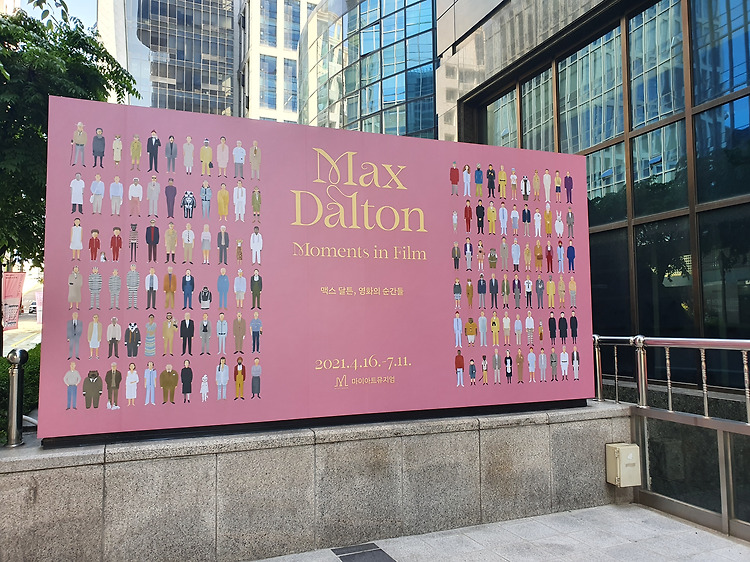 Max
Dalton
Moments in Film
맥스 달튼, 영화의 순간들
2021.4.16.-7.11.
마이아트뮤지엄